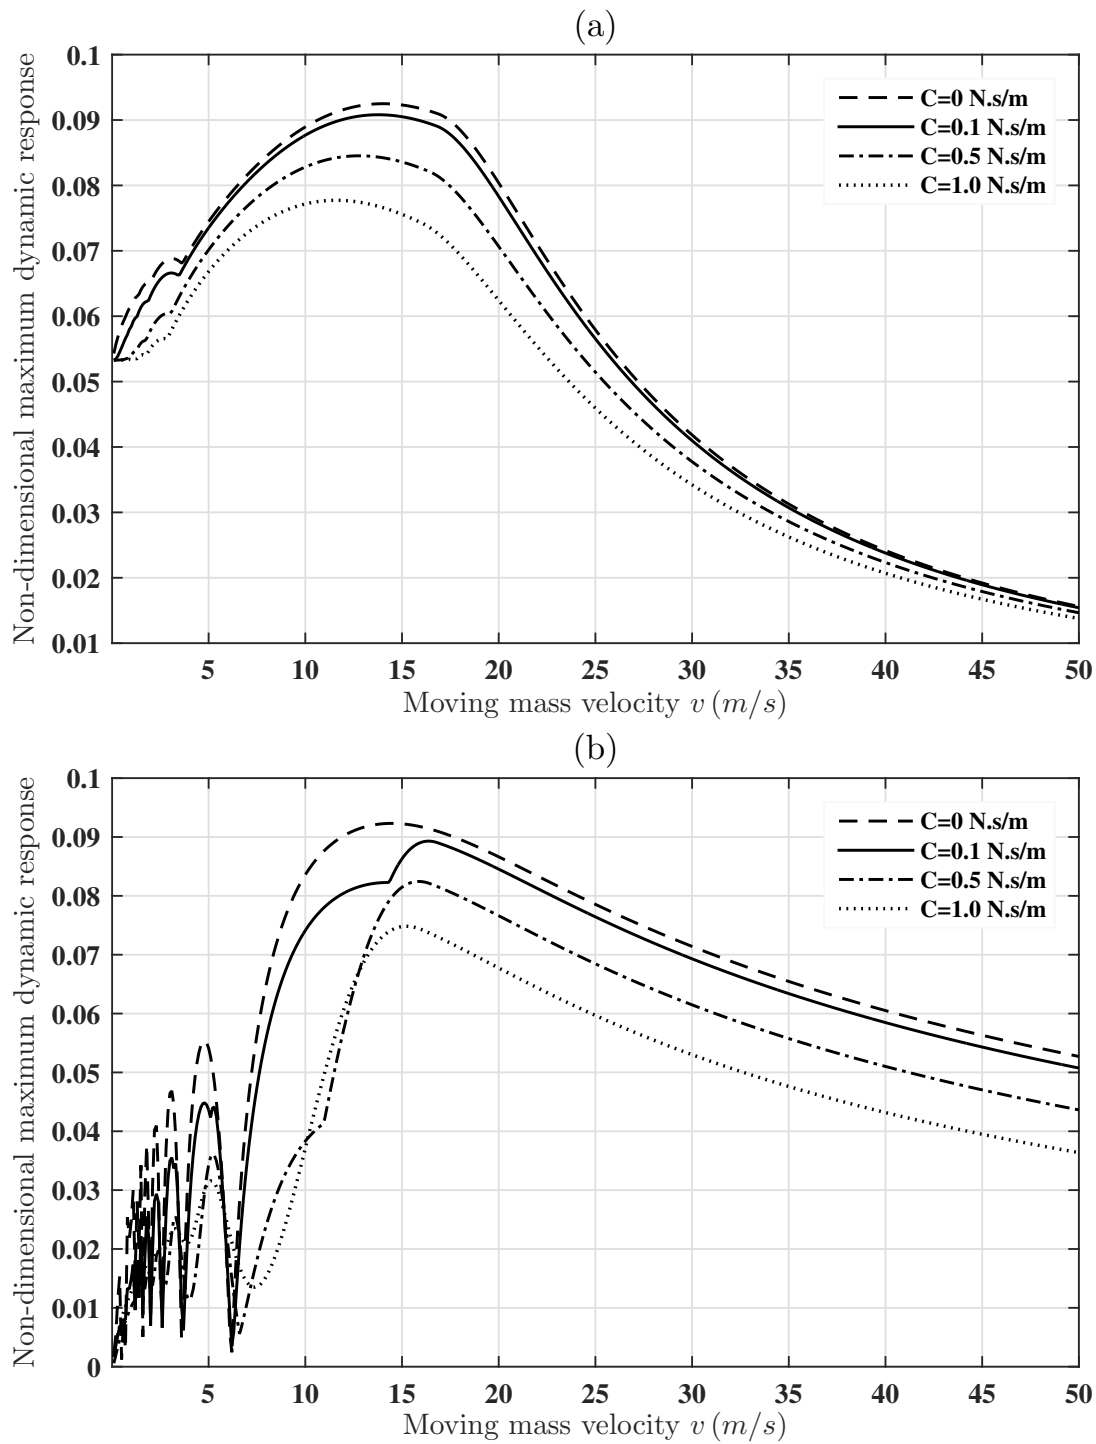 (a)
Non-dimensional maximum dynamic response
0.1
0.09
0.08
0.07
0.06
0.05
0.04
0.03
0.02
0.01
C=0 N.s/m
C=0.1 N.s/m
C=0.5 N.s/m
C=1.0 N.s/m
5 10 15 20 25 30 35 40 45 50
Moving mass velocity v (m/s)
(b)
Non-dimensional maximum dynamic response
0.1
0.09
0.08
0.07
0.06
0.05
0.04
0.03
0.02
0.01
0
C=0 N.s/m
C=0.1 N.s/m
C=0.5 N.s/m
C=1.0 N.s/m
5 10 15 20 25 30 35 40 45 50
Moving mass velocity v (m/s)